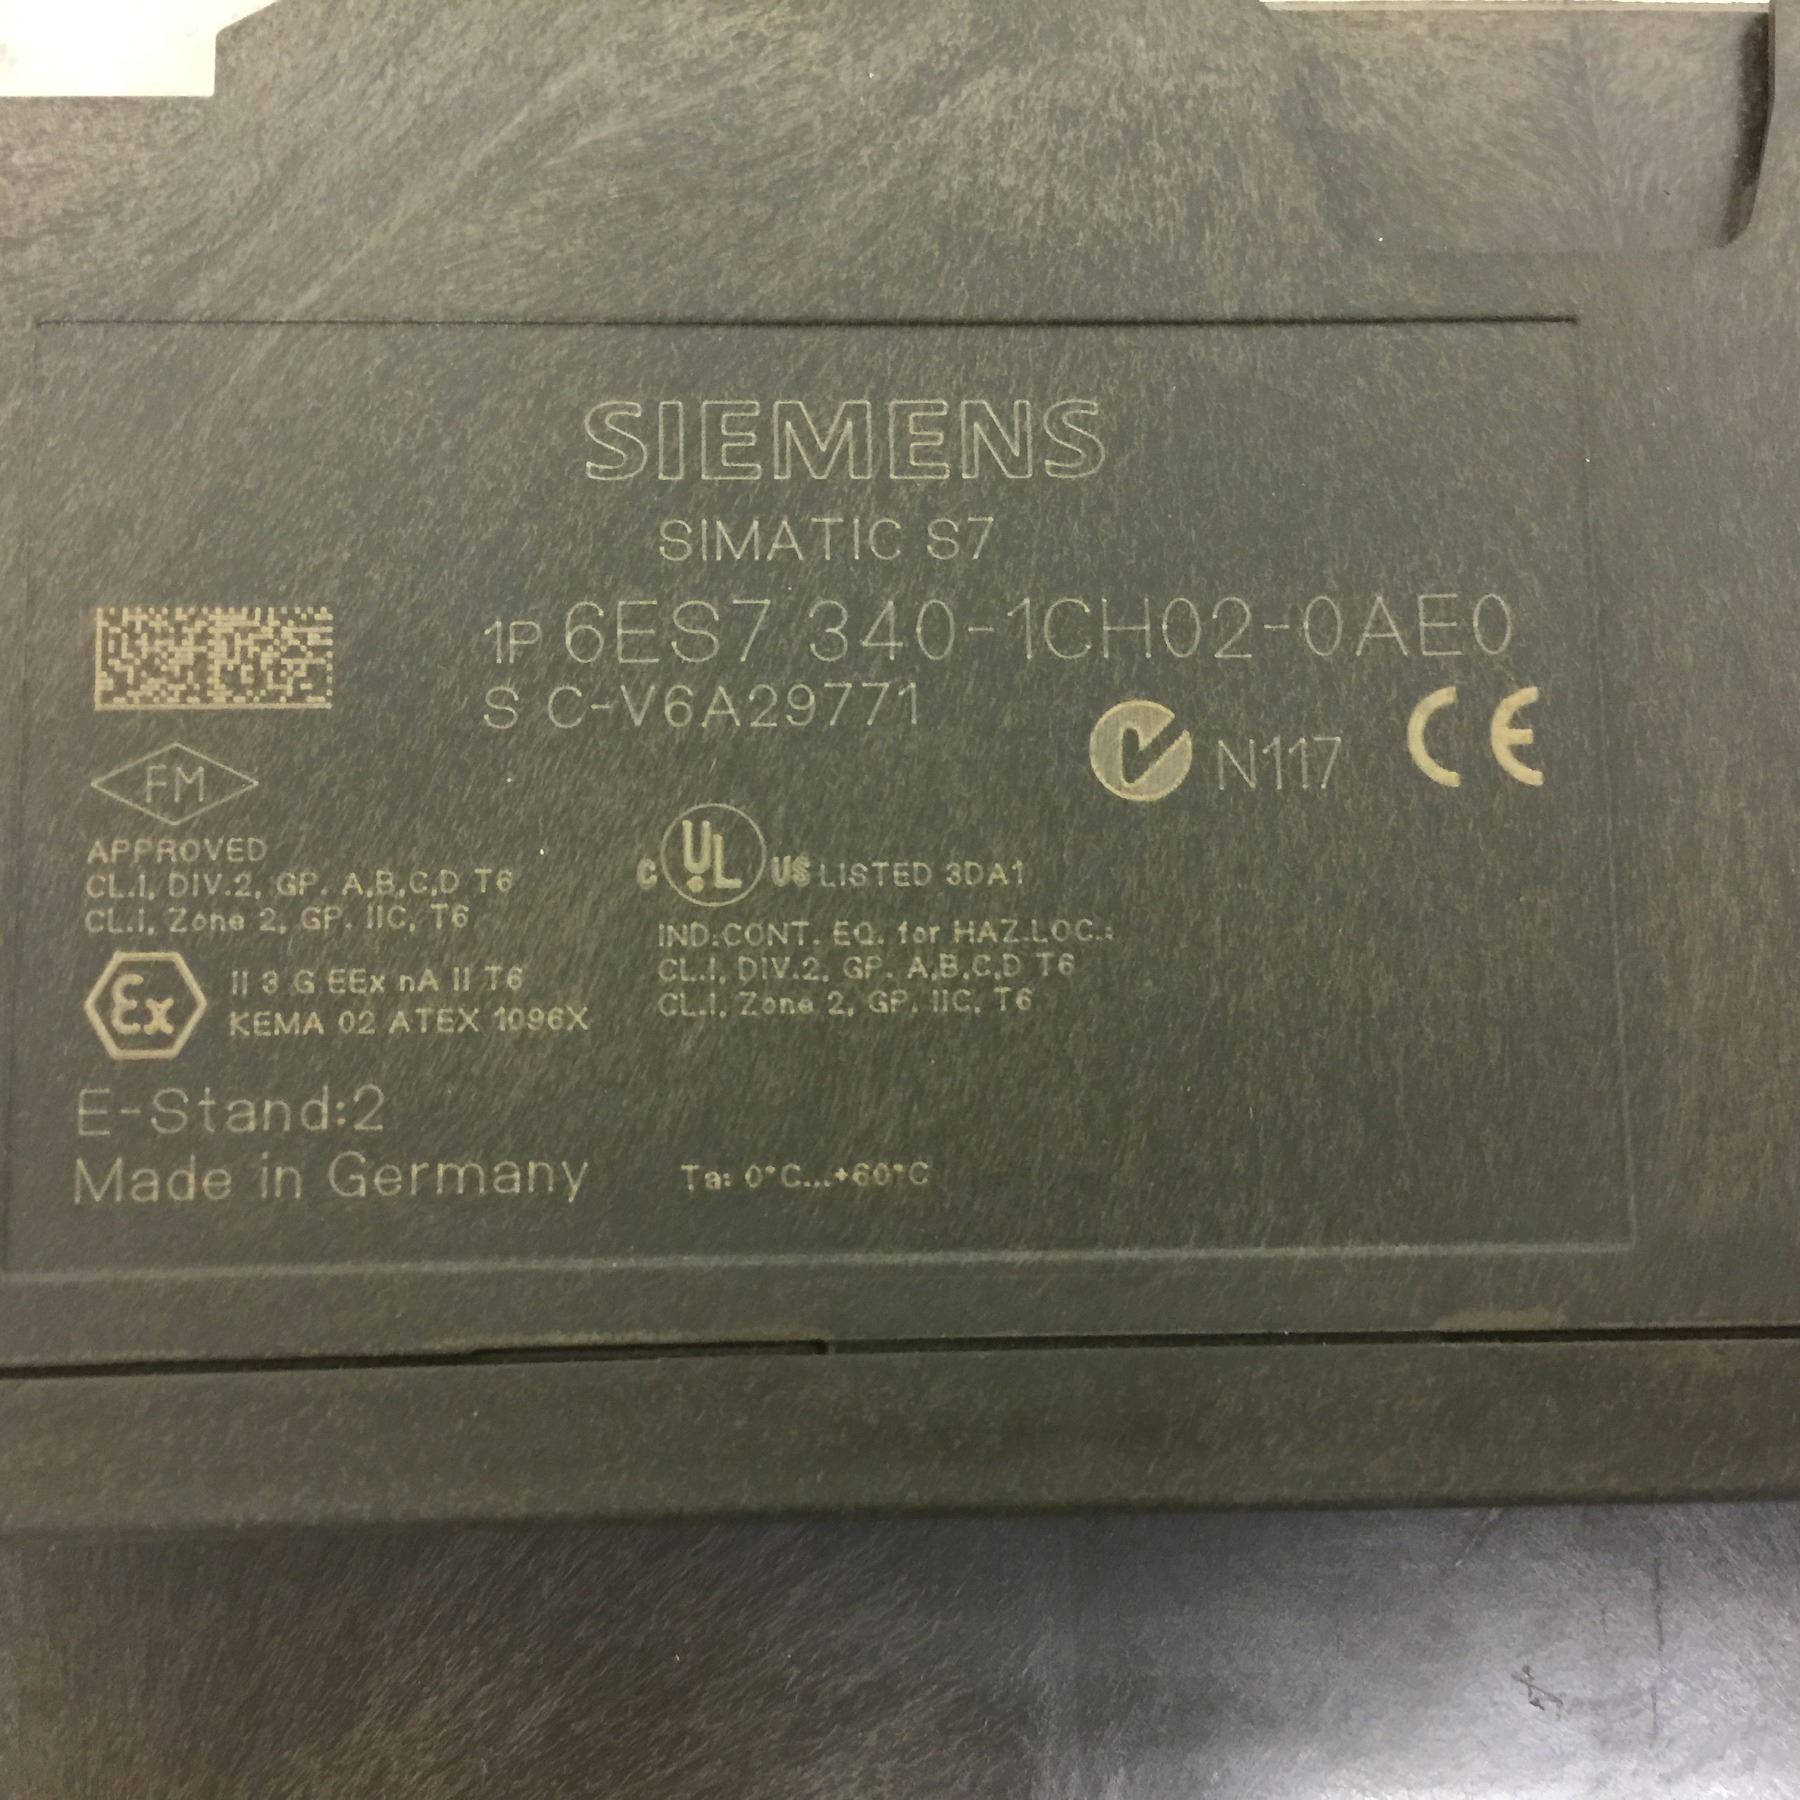 SIEMENS
SIMATIC S7
1P 6ES7 340-1CH02-0AE0
S C-V6A29771
N117 CE
FM
APPROVED
CL.I, DIV.2, GP. A,B,C,D T6
CL.I, Zone 2, GP. IIC, T6
C UL US LISTED 3DA1
IND.CONT. EQ. for HAZ.LOC.:
CL.I, DIV.2, GP. A,B,C,D T6
CL.I, Zone 2, GP. IIC, T6
Ex II 3 G EEx nA II T6
KEMA 02 ATEX 1096X
E-Stand:2
Made in Germany
Ta: 0°C...+60°C